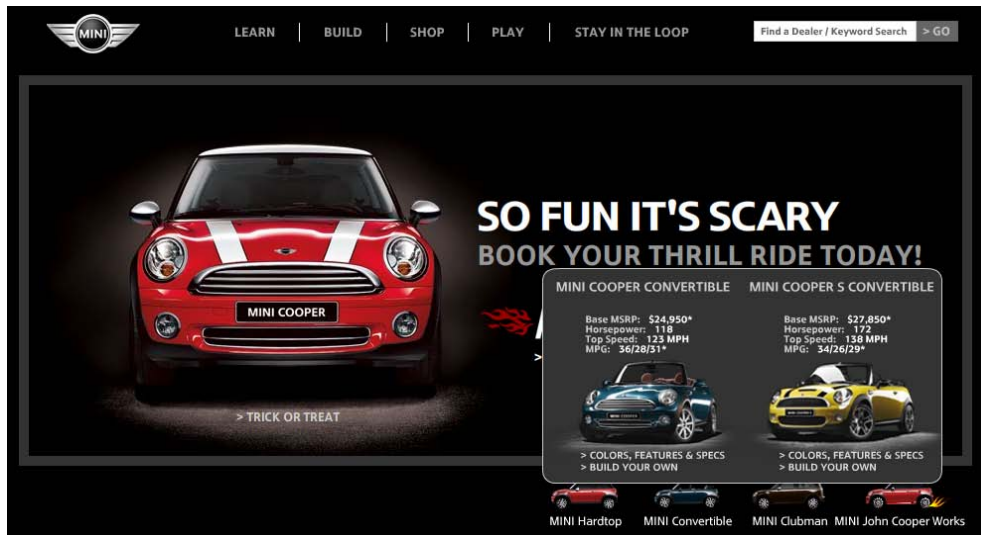 MINI
LEARN
BUILD
SHOP
PLAY
STAY IN THE LOOP
Find a Dealer / Keyword Search
> GO
SO FUN IT'S SCARY
BOOK YOUR THRILL RIDE TODAY!
MINI COOPER
> TRICK OR TREAT
MINI COOPER CONVERTIBLE
Base MSRP: $24,950*
Horsepower: 118
Top Speed: 123 MPH
MPG: 36/28/31*
> COLORS, FEATURES & SPECS
> BUILD YOUR OWN
MINI COOPER S CONVERTIBLE
Base MSRP: $27,850*
Horsepower: 172
Top Speed: 138 MPH
MPG: 34/26/29*
> COLORS, FEATURES & SPECS
> BUILD YOUR OWN
MINI Hardtop
MINI Convertible
MINI Clubman
MINI John Cooper Works